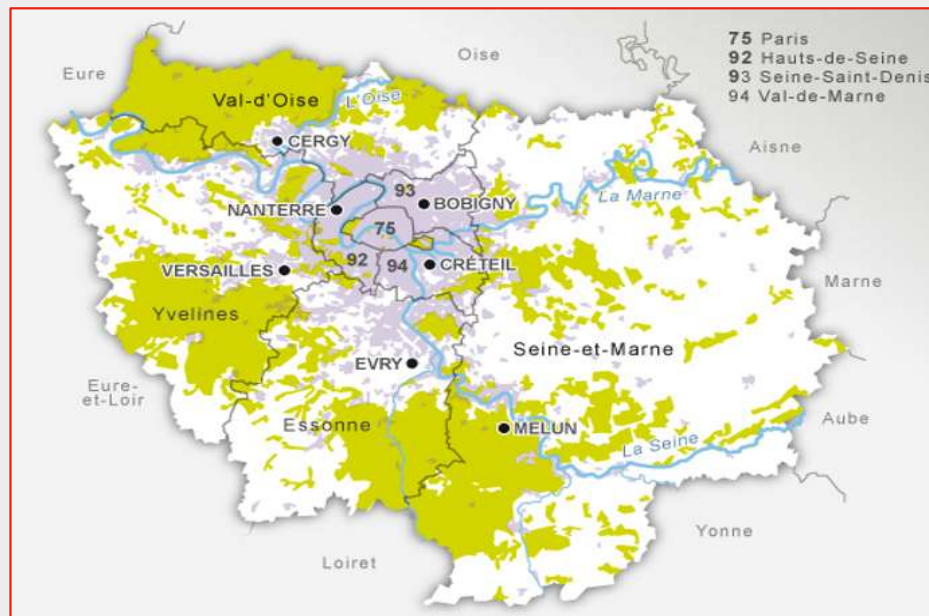 75 Paris
92 Hauts-de-Seine
93 Seine-Saint-Denis
94 Val-de-Marne
Oise
Eure
Val-d'Oise
L'Oise
CERGY
Aisne
93
La Marne
NANTERRE
BOBIGNY
75
92
94
CRÉTEIL
VERSAILLES
Marne
Yvelines
Seine-et-Marne
EVRY
Eure-
et-Loir
Essonne
MELUN
Aube
La Seine
Yonne
Loiret